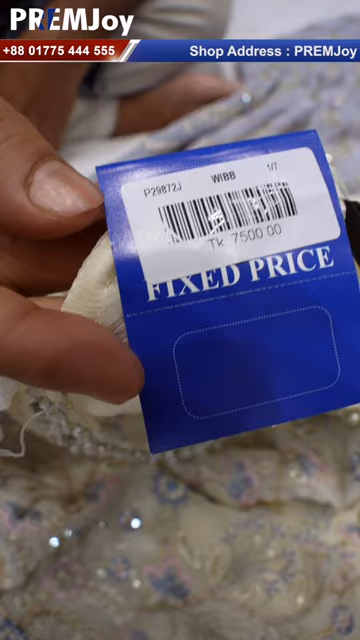 PREMJoy
+88 01775 444 555
Shop Address : PREMJoy
P29872J WIBB 1/7
Tk 7500 00
FIXED PRICE